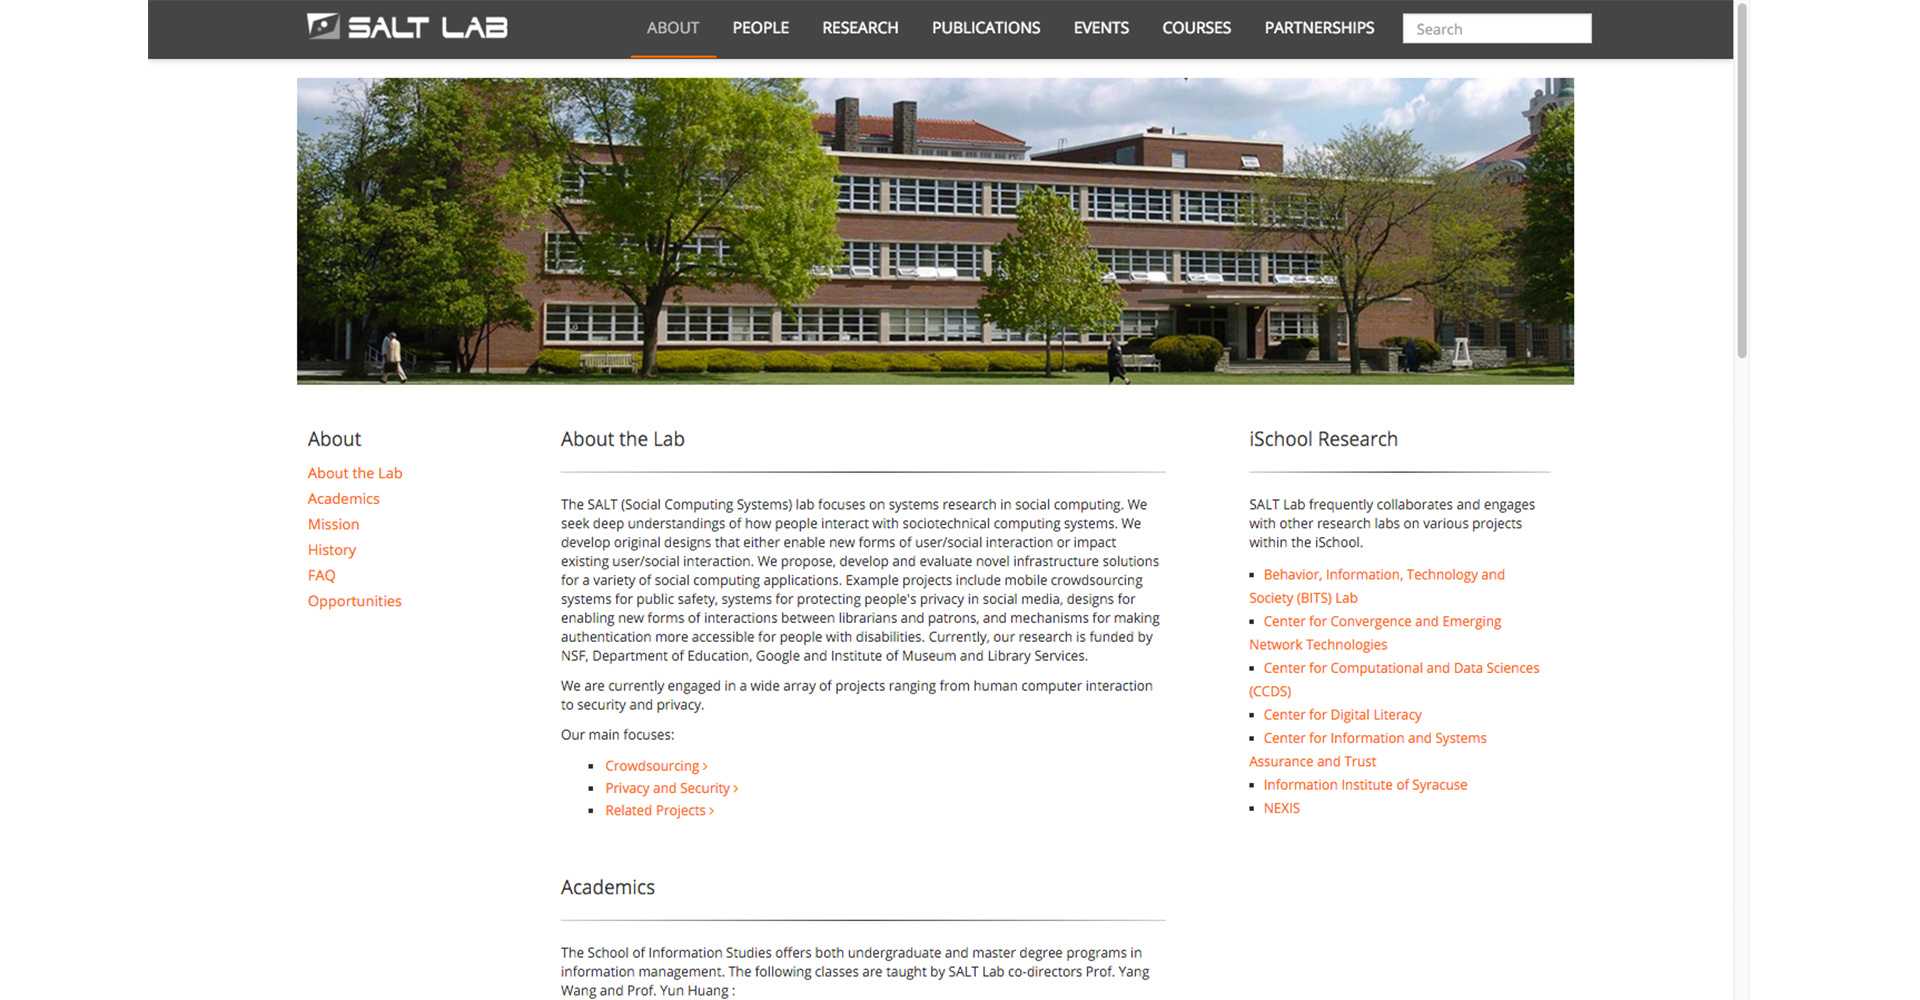 SALT LAB
ABOUT
PEOPLE
RESEARCH
PUBLICATIONS
EVENTS
COURSES
PARTNERSHIPS
Search
About
About the Lab
Academics
Mission
History
FAQ
Opportunities
About the Lab
The SALT (Social Computing Systems) lab focuses on systems research in social computing. We
seek deep understandings of how people interact with sociotechnical computing systems. We
develop original designs that either enable new forms of user/social interaction or impact
existing user/social interaction. We propose, develop and evaluate novel infrastructure solutions
for a variety of social computing applications. Example projects include mobile crowdsourcing
systems for public safety, systems for protecting people's privacy in social media, designs for
enabling new forms of interactions between librarians and patrons, and mechanisms for making
authentication more accessible for people with disabilities. Currently, our research is funded by
NSF, Department of Education, Google and Institute of Museum and Library Services.
We are currently engaged in a wide array of projects ranging from human computer interaction
to security and privacy.
Our main focuses:
Crowdsourcing ›
Privacy and Security ›
Related Projects ›
Academics
The School of Information Studies offers both undergraduate and master degree programs in
information management. The following classes are taught by SALT Lab co-directors Prof. Yang
Wang and Prof. Yun Huang :
iSchool Research
SALT Lab frequently collaborates and engages
with other research labs on various projects
within the iSchool.
Behavior, Information, Technology and
Society (BITS) Lab
Center for Convergence and Emerging
Network Technologies
Center for Computational and Data Sciences
(CCDS)
Center for Digital Literacy
Center for Information and Systems
Assurance and Trust
Information Institute of Syracuse
NEXIS